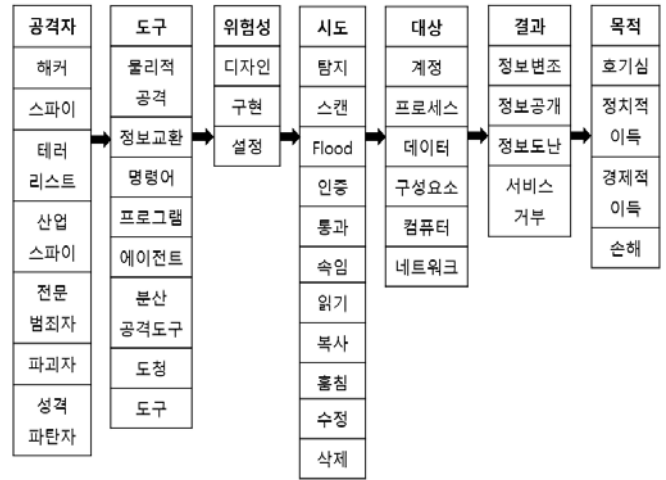 공격자
해커
스파이
테러
리스트
산업
스파이
전문
범죄자
파괴자
성격
파탄자
도구
물리적
공격
정보교환
명령어
프로그램
에이전트
분산
공격도구
도청
도구
위험성
디자인
구현
설정
시도
탐지
스캔
Flood
인증
통과
속임
읽기
복사
훔침
수정
삭제
대상
계정
프로세스
데이터
구성요소
컴퓨터
네트워크
결과
정보변조
정보공개
정보도난
서비스
거부
목적
호기심
정치적
이득
경제적
이득
손해